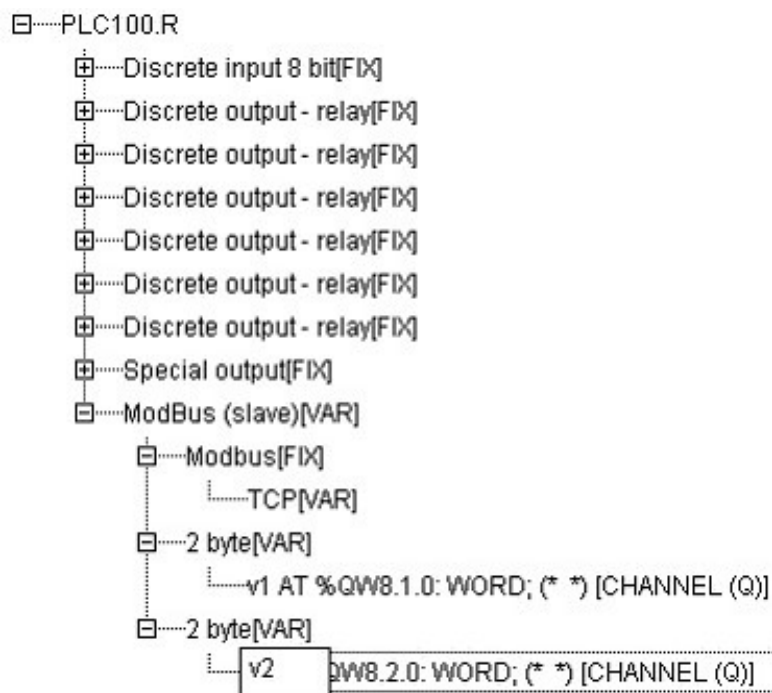 PLC100.R
Discrete input 8 bit[FIX]
Discrete output - relay[FIX]
Discrete output - relay[FIX]
Discrete output - relay[FIX]
Discrete output - relay[FIX]
Discrete output - relay[FIX]
Discrete output - relay[FIX]
Special output[FIX]
ModBus (slave)[VAR]
Modbus[FIX]
TCP[VAR]
2 byte[VAR]
v1 AT %QW8.1.0: WORD; (* *) [CHANNEL (Q)]
2 byte[VAR]
v2 QW8.2.0: WORD; (* *) [CHANNEL (Q)]